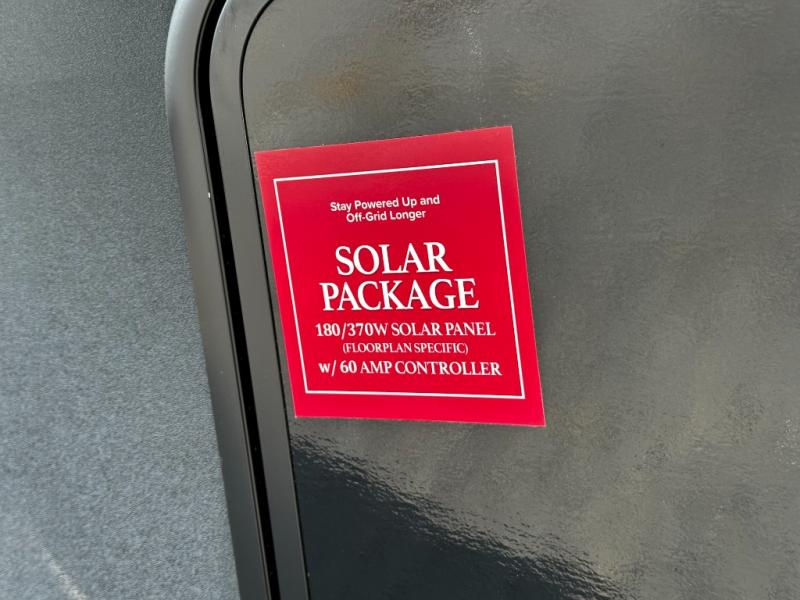 Stay Powered Up and
Off-Grid Longer
SOLAR
PACKAGE
180/370W SOLAR PANEL
(FLOORPLAN SPECIFIC)
w/ 60 AMP CONTROLLER